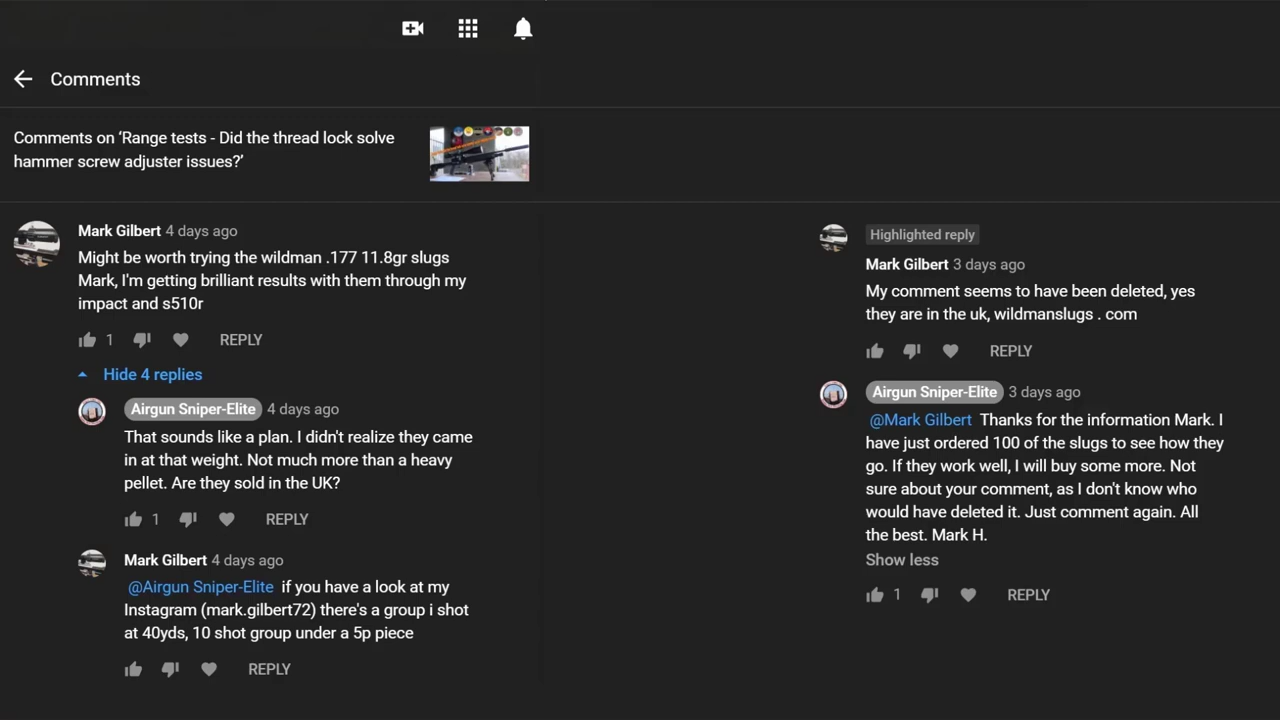 Comments
Comments on ‘Range tests - Did the thread lock solve
hammer screw adjuster issues?’
Mark Gilbert 4 days ago
Might be worth trying the wildman .177 11.8gr slugs
Mark, I'm getting brilliant results with them through my
impact and s510r
1 REPLY
Hide 4 replies
Airgun Sniper-Elite 4 days ago
That sounds like a plan. I didn't realize they came
in at that weight. Not much more than a heavy
pellet. Are they sold in the UK?
1 REPLY
Mark Gilbert 4 days ago
@Airgun Sniper-Elite if you have a look at my
Instagram (mark.gilbert72) there's a group i shot
at 40yds, 10 shot group under a 5p piece
REPLY
Highlighted reply
Mark Gilbert 3 days ago
My comment seems to have been deleted, yes
they are in the uk, wildmanslugs . com
REPLY
Airgun Sniper-Elite 3 days ago
@Mark Gilbert Thanks for the information Mark. I
have just ordered 100 of the slugs to see how they
go. If they work well, I will buy some more. Not
sure about your comment, as I don't know who
would have deleted it. Just comment again. All
the best. Mark H.
Show less
1 REPLY